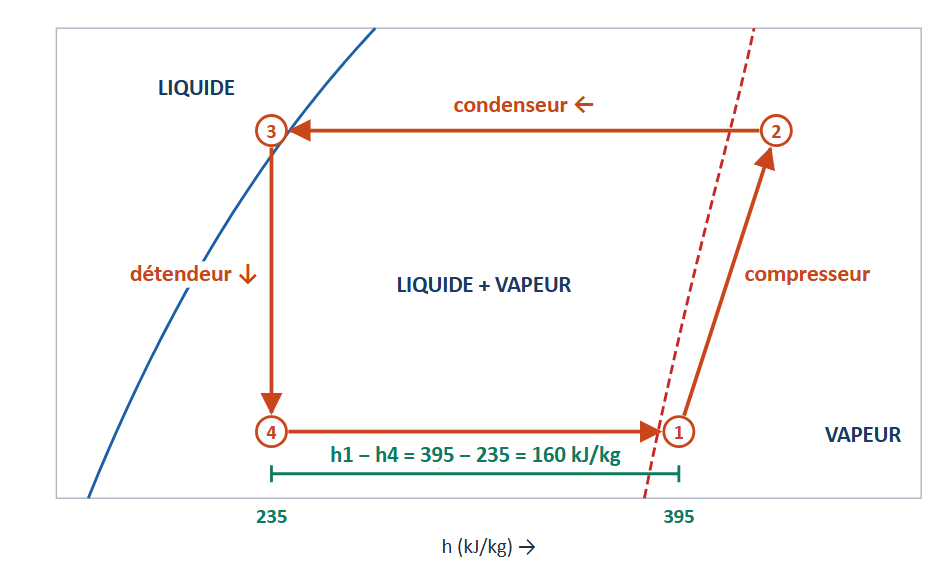 LIQUIDE
condenseur ←
3
2
détendeur ↓
compresseur
LIQUIDE + VAPEUR
4
1
VAPEUR
h1 – h4 = 395 – 235 = 160 kJ/kg
235
395
h (kJ/kg) →